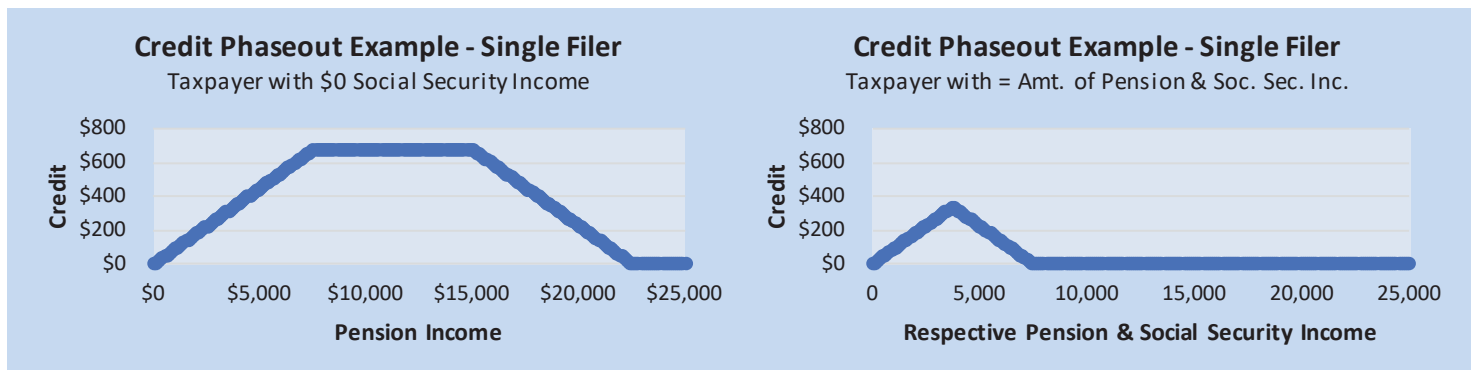 Credit Phaseout Example - Single Filer
Taxpayer with $0 Social Security Income
$800
$600
$400
$200
$0
Credit
$0 $5,000 $10,000 $15,000 $20,000 $25,000
Pension Income
Credit Phaseout Example - Single Filer
Taxpayer with = Amt. of Pension & Soc. Sec. Inc.
$800
$600
$400
$200
$0
Credit
0 5,000 10,000 15,000 20,000 25,000
Respective Pension & Social Security Income